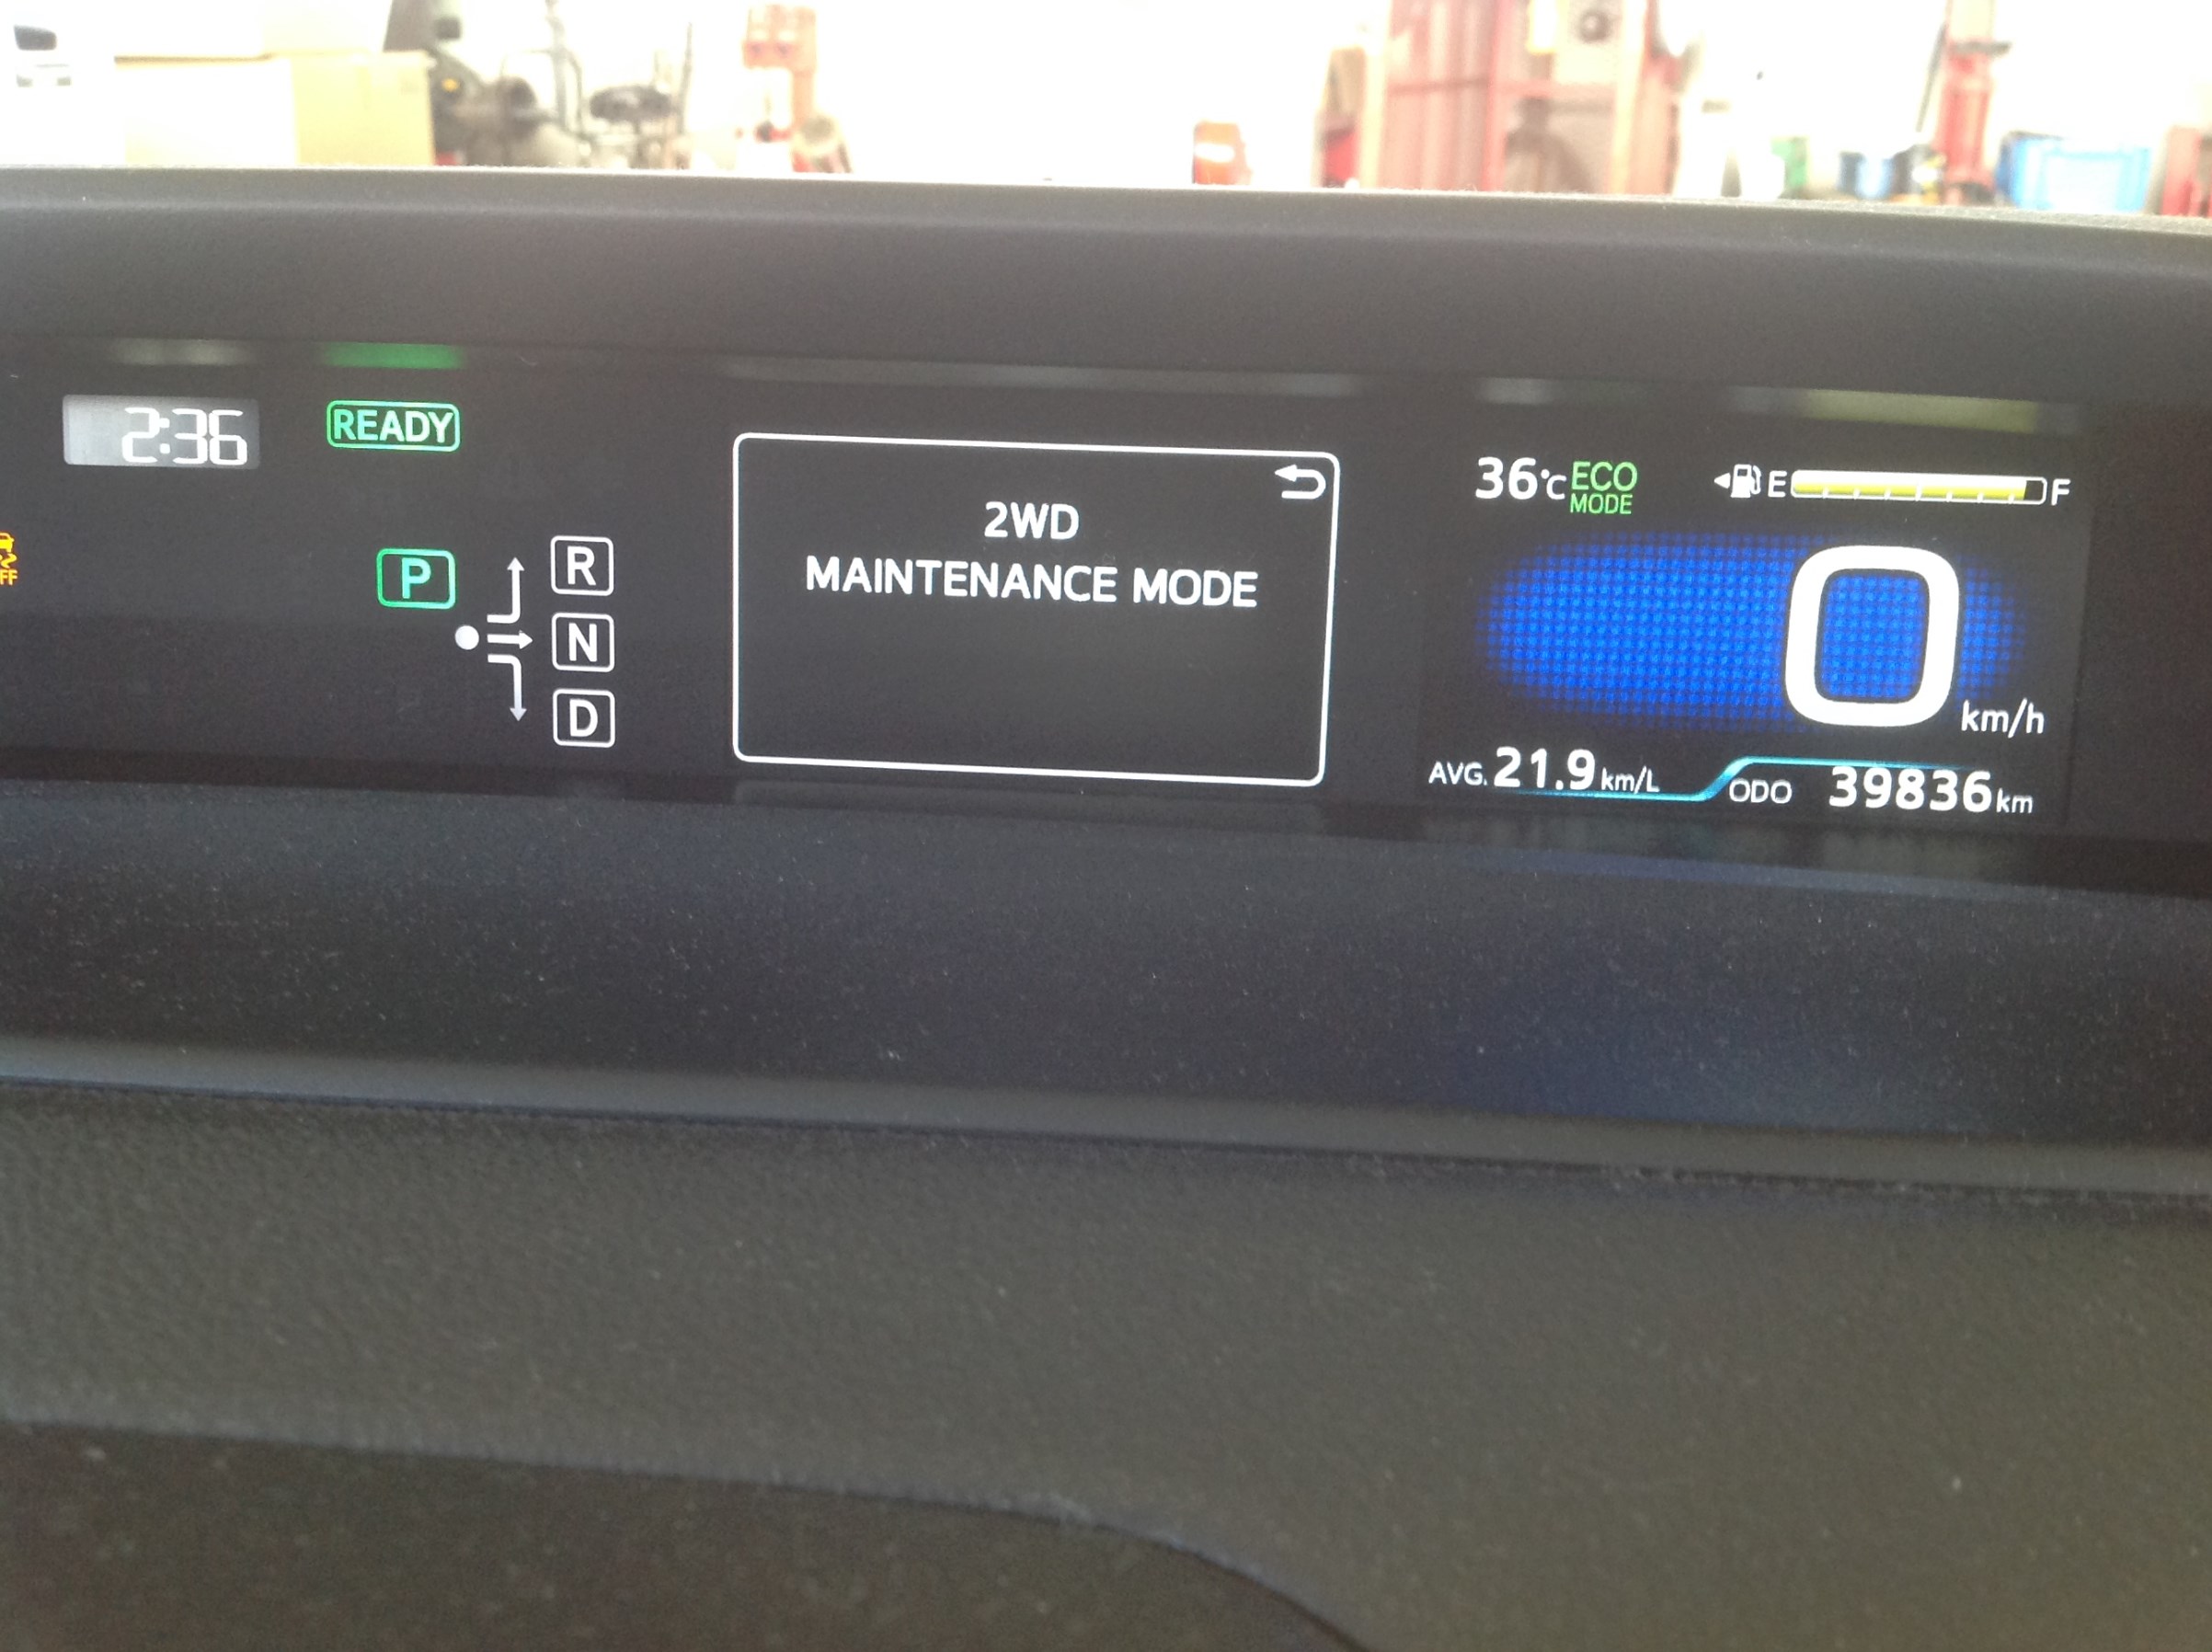 2:36
READY
P
R
N
D
2WD
MAINTENANCE MODE
36°C
ECO
MODE
E
F
0
km/h
AVG. 21.9 km/L
ODO 39836 km